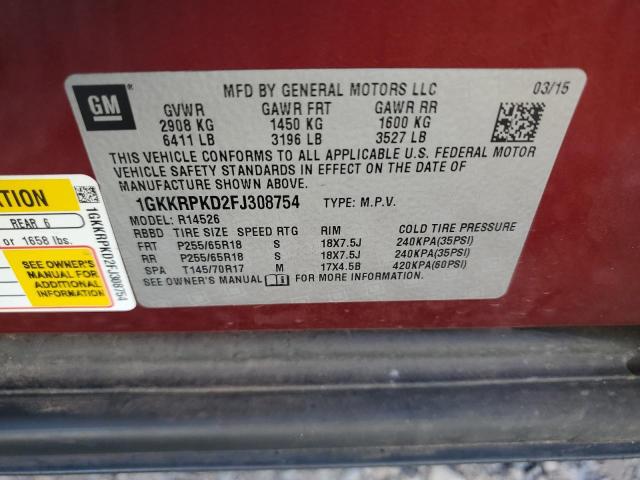 GM
MFD BY GENERAL MOTORS LLC 03/15
GVWR GAWR FRT GAWR RR
2908 KG 1450 KG 1600 KG
6411 LB 3196 LB 3527 LB
THIS VEHICLE CONFORMS TO ALL APPLICABLE U.S. FEDERAL MOTOR
VEHICLE SAFETY STANDARDS IN EFFECT ON THE DATE OF
MANUFACTURE SHOWN ABOVE.
1GKKRPKD2FJ308754 TYPE: M.P.V.
MODEL: R14526
RBBD TIRE SIZE SPEED RTG RIM COLD TIRE PRESSURE
FRT P255/65R18 S 18X7.5J 240KPA(35PSI)
RR P255/65R18 S 18X7.5J 240KPA(35PSI)
SPA T145/70R17 M 17X4.5B 420KPA(60PSI)
SEE OWNER'S MANUAL FOR MORE INFORMATION.
REAR 6
or 1658 lbs.
SEE OWNER'S
MANUAL FOR
ADDITIONAL
INFORMATION
1GKKRPKD2FJ308754